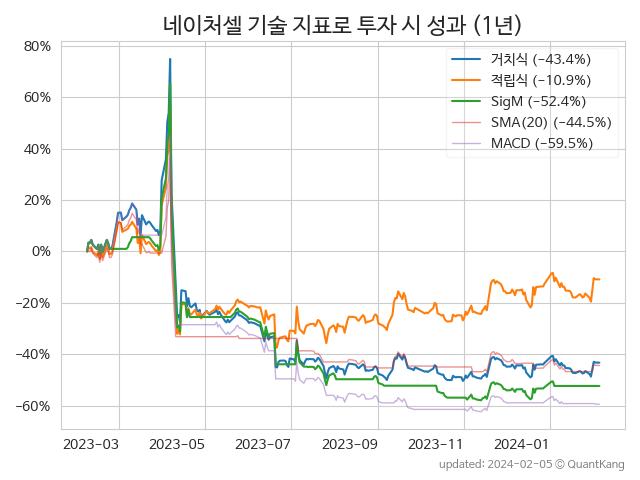 네이처셀 기술 지표로 투자 시 성과 (1년)
80%
60%
40%
20%
0%
−20%
−40%
−60%
거치식 (−43.4%)
적립식 (−10.9%)
SigM (−52.4%)
SMA(20) (−44.5%)
MACD (−59.5%)
2023-03 2023-05 2023-07 2023-09 2023-11 2024-01
updated: 2024-02-05 © QuantKang